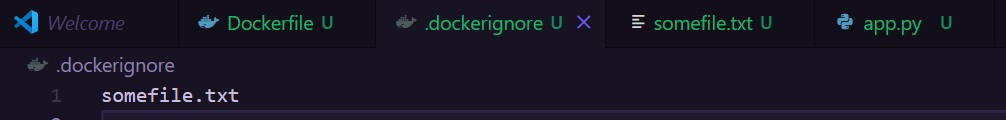 Welcome Dockerfile U .dockerignore U somefile.txt U app.py U
.dockerignore
1 somefile.txt